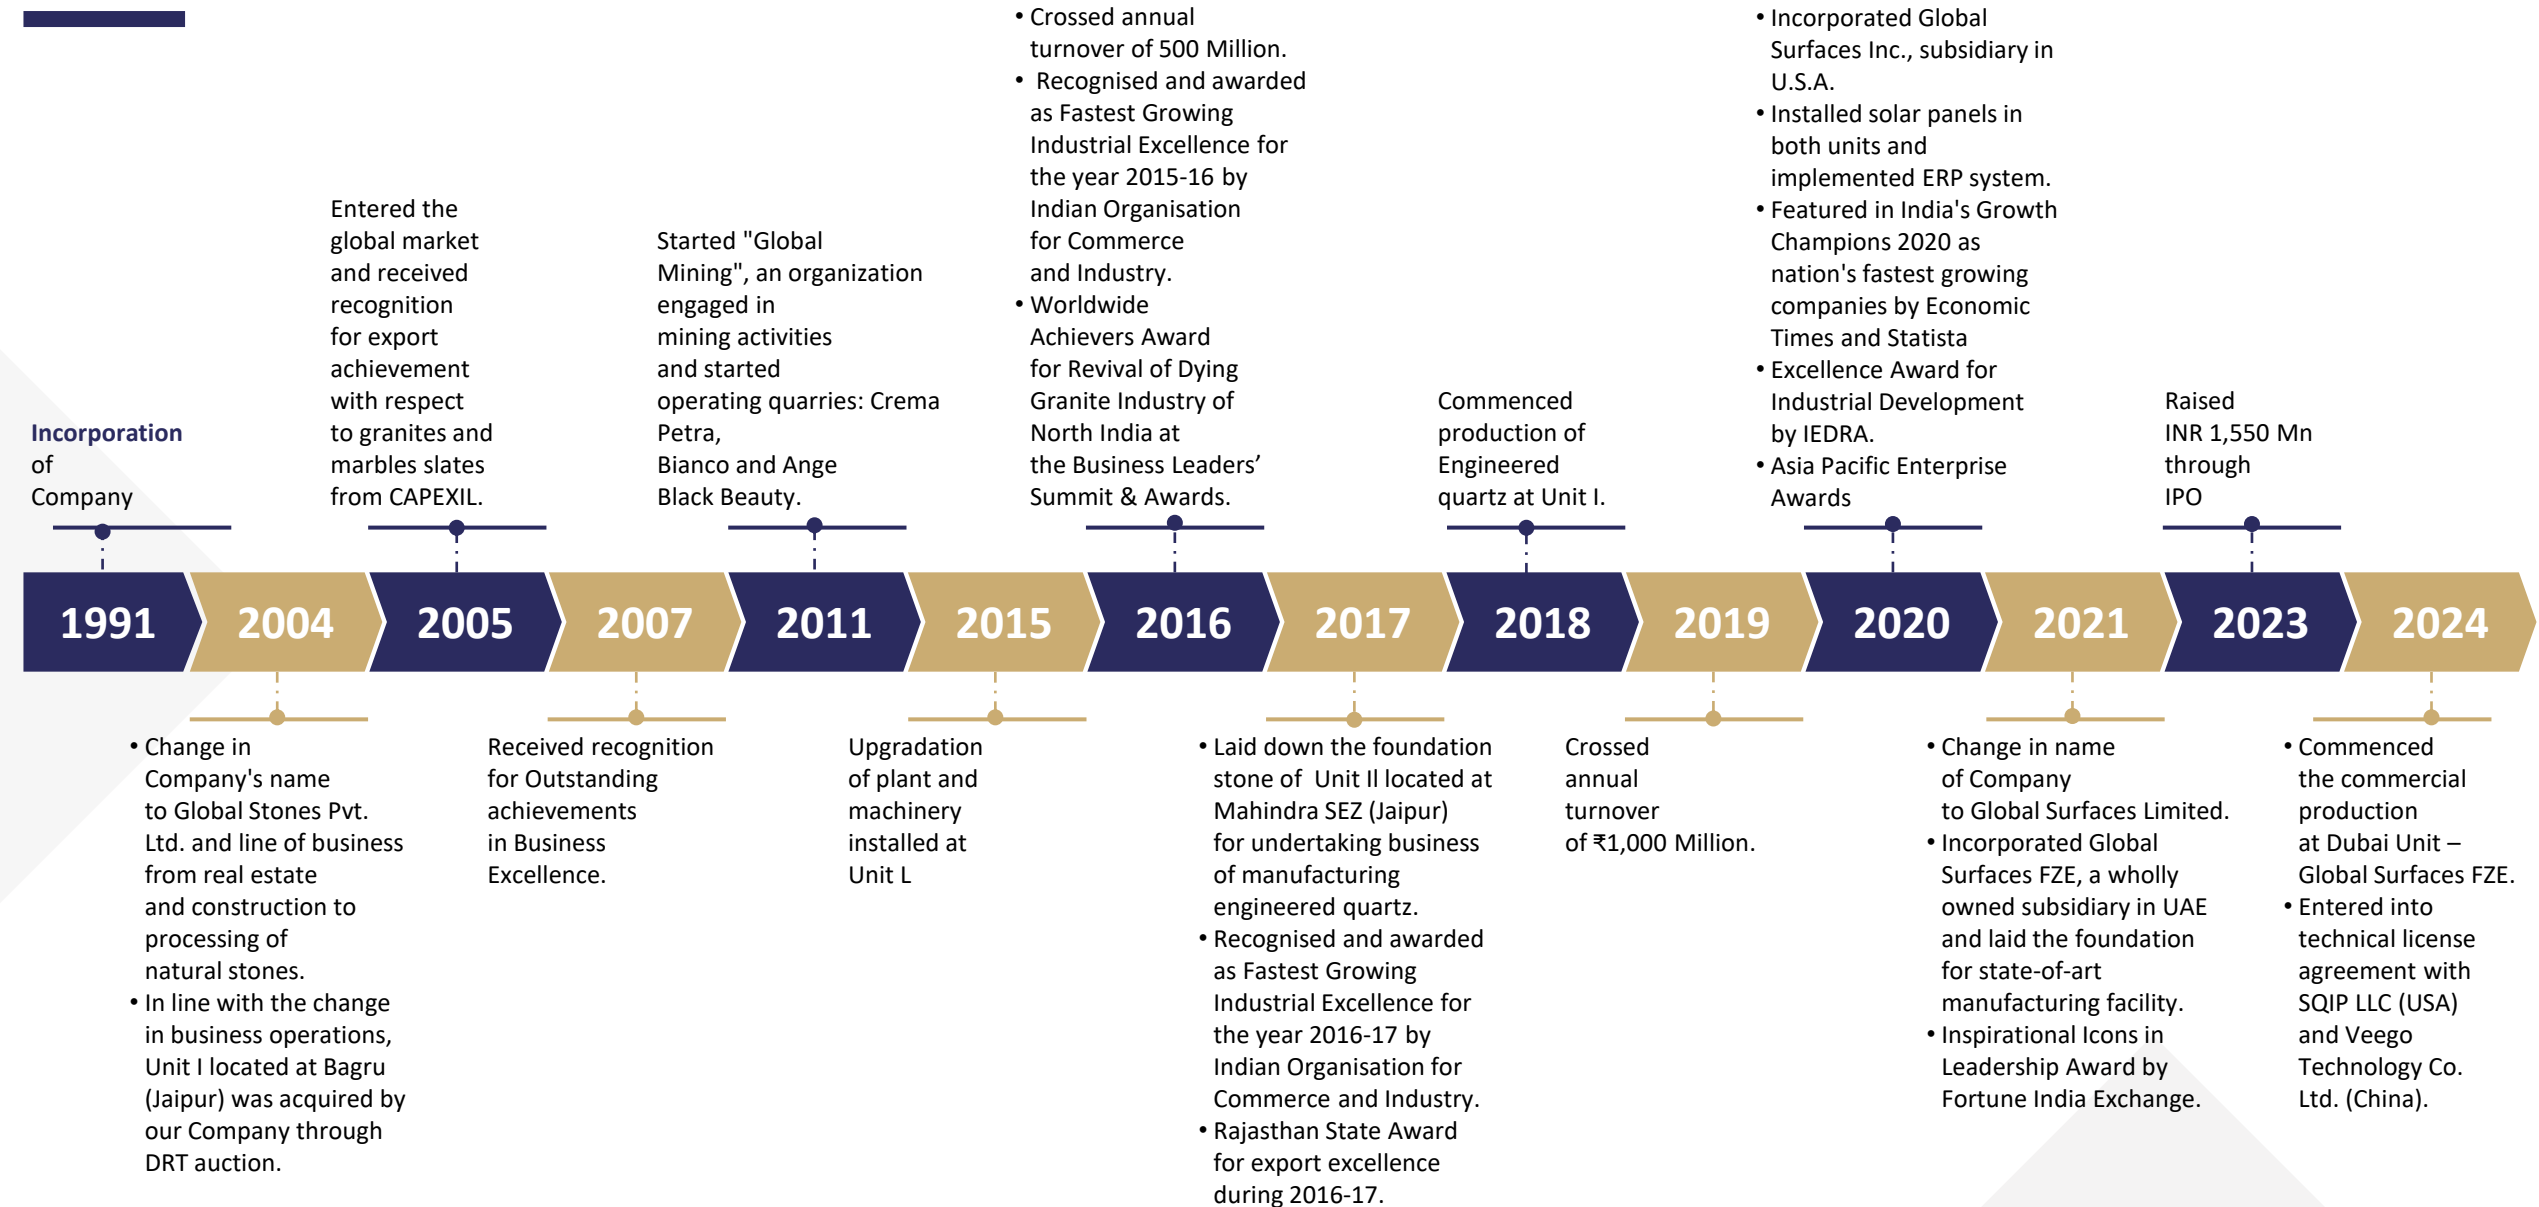 Incorporation
of
Company
Entered the
global market
and received
recognition
for export
achievement
with respect
to granites and
marbles slates
from CAPEXIL.
Started "Global
Mining", an organization
engaged in
mining activities
and started
operating quarries: Crema
Petra,
Bianco and Ange
Black Beauty.
• Crossed annual
turnover of 500 Million.
• Recognised and awarded
as Fastest Growing
Industrial Excellence for
the year 2015-16 by
Indian Organisation
for Commerce
and Industry.
• Worldwide
Achievers Award
for Revival of Dying
Granite Industry of
North India at
the Business Leaders’
Summit & Awards.
Commenced
production of
Engineered
quartz at Unit I.
• Incorporated Global
Surfaces Inc., subsidiary in
U.S.A.
• Installed solar panels in
both units and
implemented ERP system.
• Featured in India's Growth
Champions 2020 as
nation's fastest growing
companies by Economic
Times and Statista
• Excellence Award for
Industrial Development
by IEDRA.
• Asia Pacific Enterprise
Awards
Raised
INR 1,550 Mn
through
IPO
1991 2004 2005 2007 2011 2015 2016 2017 2018 2019 2020 2021 2023 2024
• Change in
Company's name
to Global Stones Pvt.
Ltd. and line of business
from real estate
and construction to
processing of
natural stones.
• In line with the change
in business operations,
Unit I located at Bagru
(Jaipur) was acquired by
our Company through
DRT auction.
Received recognition
for Outstanding
achievements
in Business
Excellence.
Upgradation
of plant and
machinery
installed at
Unit L
• Laid down the foundation
stone of Unit Il located at
Mahindra SEZ (Jaipur)
for undertaking business
of manufacturing
engineered quartz.
• Recognised and awarded
as Fastest Growing
Industrial Excellence for
the year 2016-17 by
Indian Organisation for
Commerce and Industry.
• Rajasthan State Award
for export excellence
during 2016-17.
Crossed
annual
turnover
of ₹1,000 Million.
• Change in name
of Company
to Global Surfaces Limited.
• Incorporated Global
Surfaces FZE, a wholly
owned subsidiary in UAE
and laid the foundation
for state-of-art
manufacturing facility.
• Inspirational Icons in
Leadership Award by
Fortune India Exchange.
• Commenced
the commercial
production
at Dubai Unit –
Global Surfaces FZE.
• Entered into
technical license
agreement with
SQIP LLC (USA)
and Veego
Technology Co.
Ltd. (China).